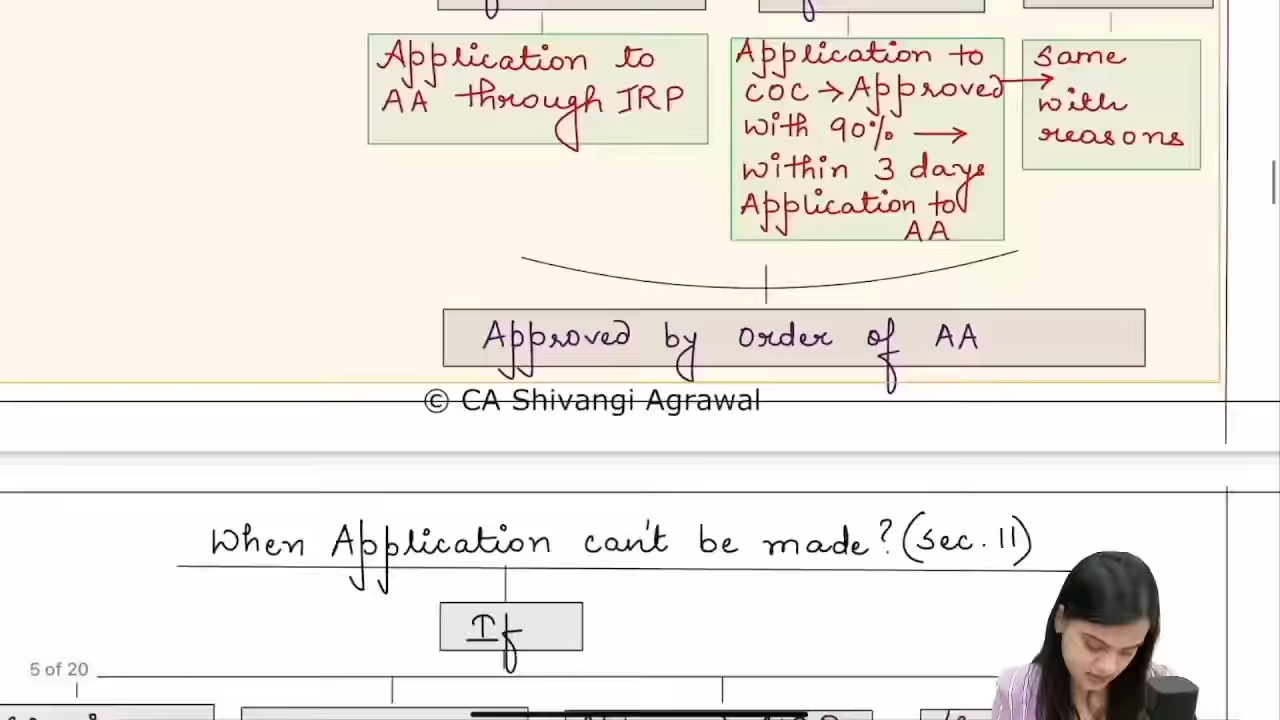 Application to
AA through IRP
Application to
COC → Approved
with 90% →
within 3 days
Application to
AA
same
with
reasons
Approved by order of AA
© CA Shivangi Agrawal
When Application can't be made? (sec. 11)
If
5 of 20